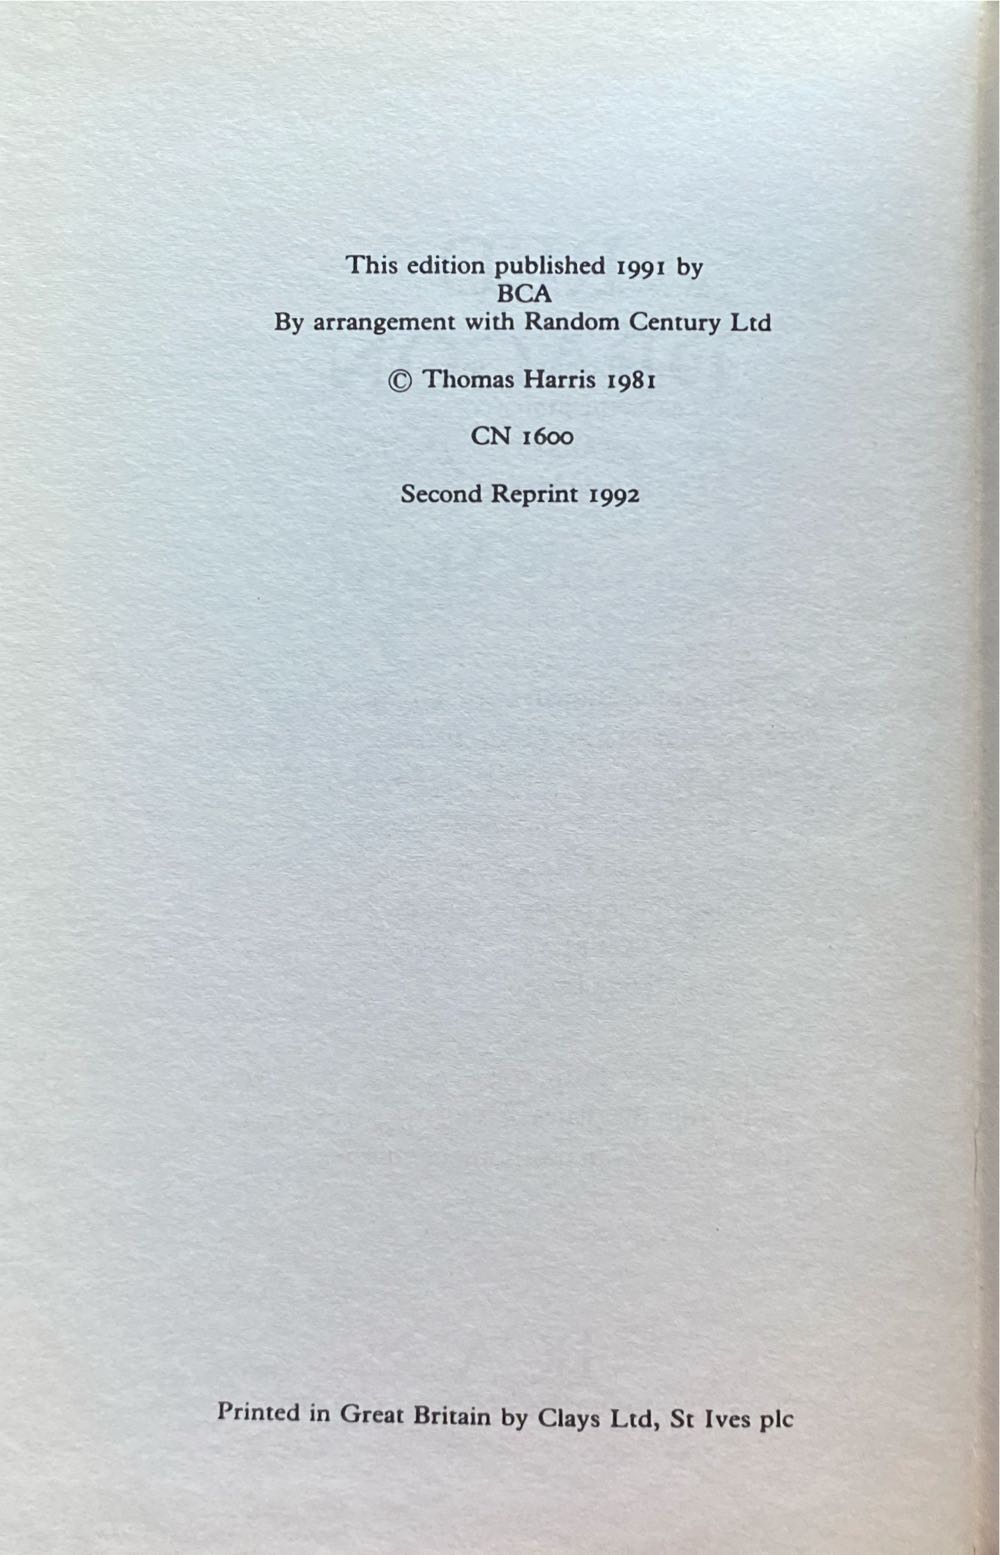 This edition published 1991 by
BCA
By arrangement with Random Century Ltd
© Thomas Harris 1981
CN 1600
Second Reprint 1992
Printed in Great Britain by Clays Ltd, St Ives plc